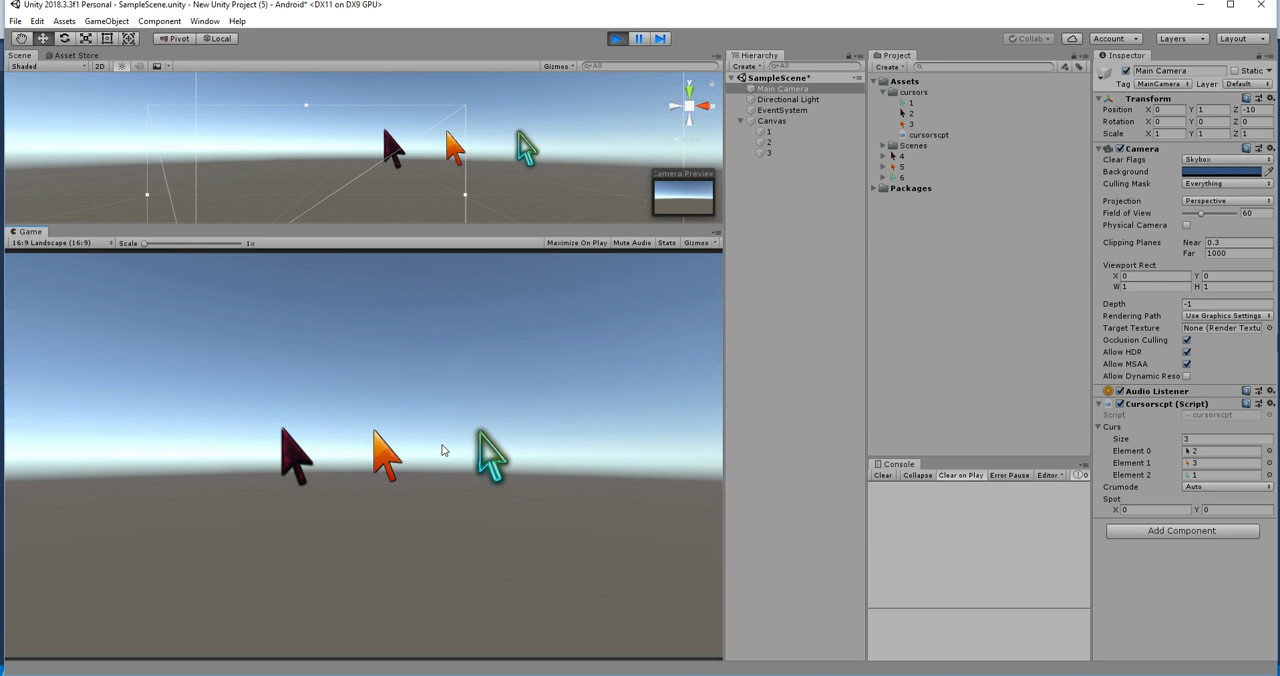 Unity 2018.3.3f1 Personal - SampleScene.unity - New Unity Project (5) - Android* <DX11 on DX9 GPU>
File Edit Assets GameObject Component Window Help
Pivot Local Collab Account Layers Layout
Scene Asset Store
Shaded 2D Gizmos All
y
x
Camera Preview
Game
16:9 Landscape (16:9) Scale 1x Maximize On Play Mute Audio Stats Gizmos
Hierarchy
Create All
SampleScene*
Main Camera
Directional Light
EventSystem
Canvas
1
2
3
Project
Create
Assets
cursors
1
2
3
cursorscpt
Scenes
4
5
6
Packages
Console
Clear Collapse Clear on Play Error Pause Editor 0
Inspector
Main Camera Static
Tag MainCamera Layer Default
Transform
Position X 0 Y 1 Z -10
Rotation X 0 Y 0 Z 0
Scale X 1 Y 1 Z 1
Camera
Clear Flags Skybox
Background
Culling Mask Everything
Projection Perspective
Field of View 60
Physical Camera
Clipping Planes Near 0.3
Far 1000
Viewport Rect
X 0 Y 0
W 1 H 1
Depth -1
Rendering Path Use Graphics Settings
Target Texture None (Render Textu
Occlusion Culling
Allow HDR
Allow MSAA
Allow Dynamic Reso
Audio Listener
Cursorscpt (Script)
Script cursorscpt
Curs
Size 3
Element 0 2
Element 1 3
Element 2 1
Crumode Auto
Spot
X 0 Y 0
Add Component